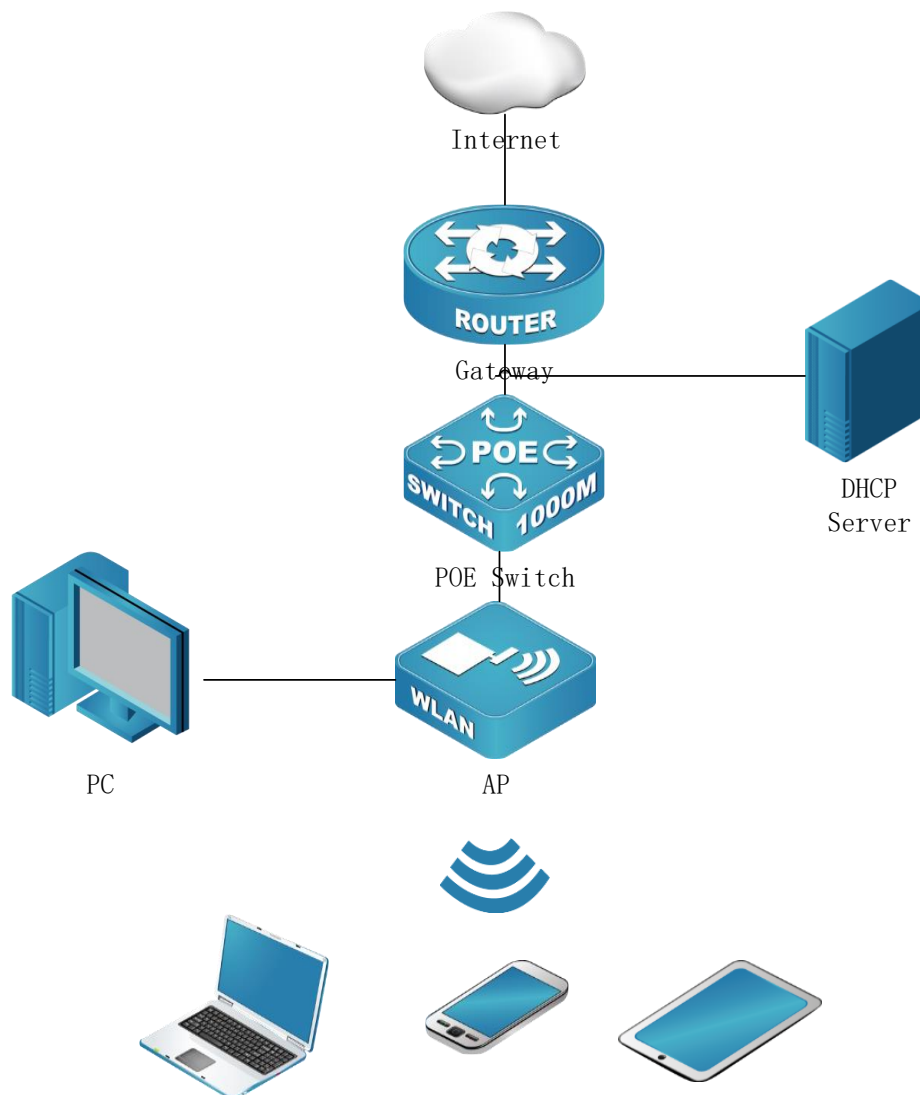 Internet
ROUTER
Gateway
POE
SWITCH 1000M
DHCP
Server
POE Switch
WLAN
PC
AP